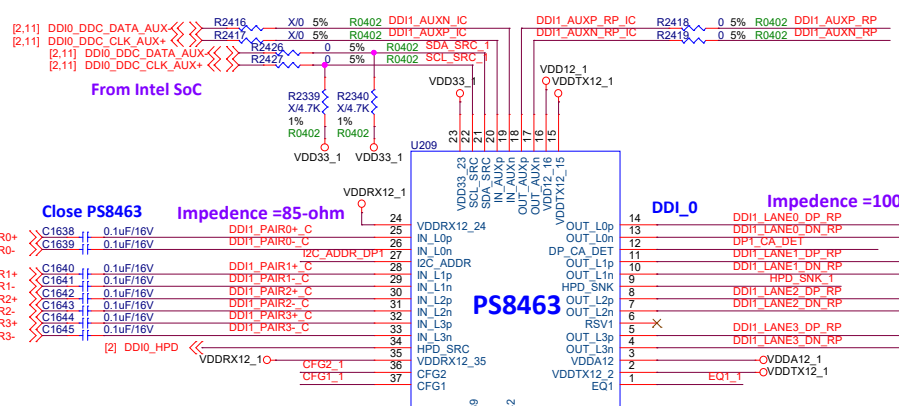 [2,11] DDI0_DDC_DATA_AUX- R2416 X/0 5% R0402 DDI1_AUXN_IC DDI1_AUXP_RP_IC R2418 0 5% R0402 DDI1_AUXP_RP
[2,11] DDI0_DDC_CLK_AUX+ R2417 X/0 5% R0402 DDI1_AUXP_IC DDI1_AUXN_RP_IC R2419 0 5% R0402 DDI1_AUXN_RP
[2,11] DDI0_DDC_DATA_AUX- R2426 0 5% R0402 SDA_SRC_1
[2,11] DDI0_DDC_CLK_AUX+ R2427 0 5% R0402 SCL_SRC_1
From Intel SoC
VDD33_1 VDD12_1
VDDTX12_1
R2339 R2340
X/4.7K X/4.7K
1% 1%
R0402 R0402
VDD33_1 VDD33_1
U209
23 22 21 20 19 18 17 16 15
VDD33_23
SCL_SRC
SDA_SRC
IN_AUXp
IN_AUXn
OUT_AUXp
OUT_AUXn
VDD12_16
VDDTX12_15
VDDRX12_1
Close PS8463 Impedence =85-ohm DDI_0 Impedance =100
24 VDDRX12_24 OUT_L0p 14 DDI1_LANE0_DP_RP
R0+ C1638 0.1uF/16V DDI1_PAIR0+_C 25 IN_L0p OUT_L0n 13 DDI1_LANE0_DN_RP
R0- C1639 0.1uF/16V DDI1_PAIR0-_C 26 IN_L0n DP_CA_DET 12 DP1_CA_DET
I2C_ADDR_DP1 27 I2C_ADDR OUT_L1p 11 DDI1_LANE1_DP_RP
R1+ C1640 0.1uF/16V DDI1_PAIR1+_C 28 IN_L1p OUT_L1n 10 DDI1_LANE1_DN_RP
R1- C1641 0.1uF/16V DDI1_PAIR1-_C 29 IN_L1n HPD_SNK 9 HPD_SNK_1
R2+ C1642 0.1uF/16V DDI1_PAIR2+_C 30 IN_L2p OUT_L2p 8 DDI1_LANE2_DP_RP
R2- C1643 0.1uF/16V DDI1_PAIR2-_C 31 IN_L2n OUT_L2n 7 DDI1_LANE2_DN_RP
R3+ C1644 0.1uF/16V DDI1_PAIR3+_C 32 IN_L3p RSV1 6
R3- C1645 0.1uF/16V DDI1_PAIR3-_C 33 IN_L3n OUT_L3p 5 DDI1_LANE3_DP_RP
[2] DDI0_HPD 34 HPD_SRC OUT_L3n 4 DDI1_LANE3_DN_RP
VDDRX12_1 35 VDDRX12_35 VDDA12 3 VDDA12_1
CFG2_1 36 CFG2 VDDTX12_2 2 VDDTX12_1
CFG1_1 37 CFG1 EQ1 1 EQ1_1
PS8463